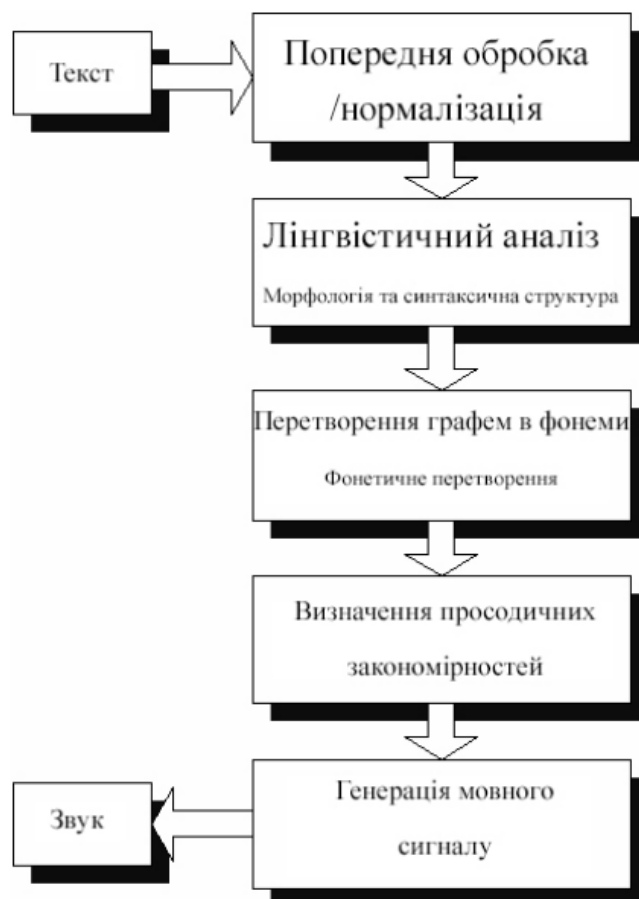 Текст
Попередня обробка
/нормалізація
Лінгвістичний аналіз
Морфологія та синтаксична структура
Перетворення графем в фонеми
Фонетичне перетворення
Визначення просодичних
закономірностей
Генерація мовного
сигналу
Звук